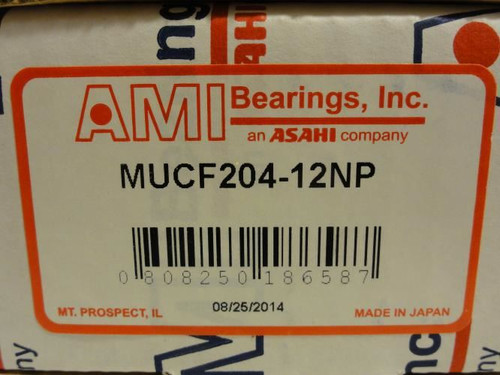 AMI Bearings, Inc.
an ASAHI company
MUCF204-12NP
0 808250 186587
MT. PROSPECT, IL 08/25/2014 MADE IN JAPAN